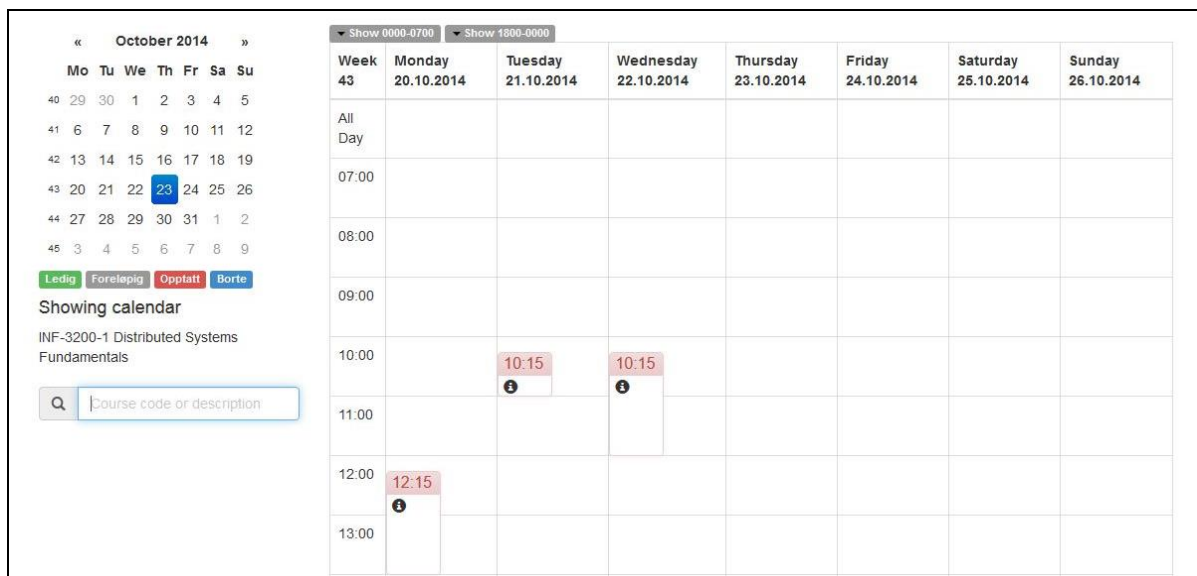 « October 2014 »
Mo Tu We Th Fr Sa Su
40 29 30 1 2 3 4 5
41 6 7 8 9 10 11 12
42 13 14 15 16 17 18 19
43 20 21 22 23 24 25 26
44 27 28 29 30 31 1 2
45 3 4 5 6 7 8 9
Ledig Foreløpig Opptatt Borte
Showing calendar
INF-3200-1 Distributed Systems
Fundamentals
Course code or description
Show 0000-0700 Show 1800-0000
Week Monday Tuesday Wednesday Thursday Friday Saturday Sunday
43 20.10.2014 21.10.2014 22.10.2014 23.10.2014 24.10.2014 25.10.2014 26.10.2014
All
Day
07:00
08:00
09:00
10:00
10:15 10:15
11:00
12:00
12:15
13:00